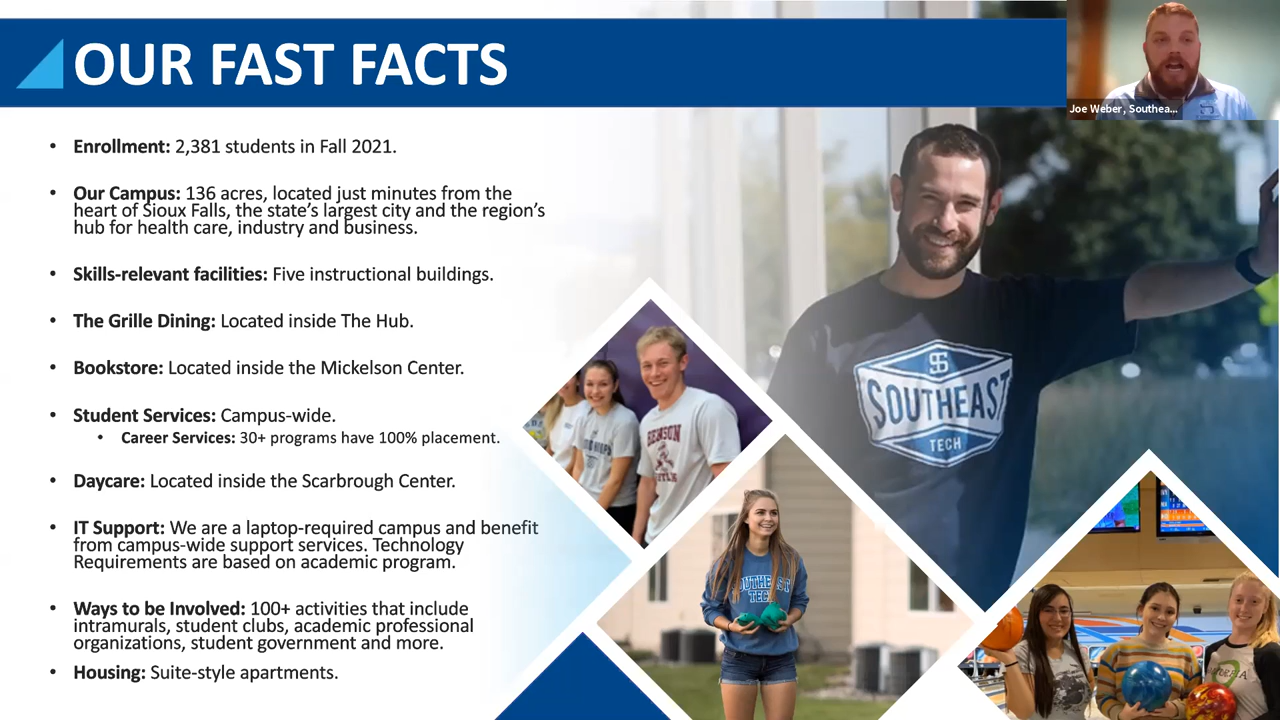 OUR FAST FACTS
Joe Weber, Southea...
• Enrollment: 2,381 students in Fall 2021.
• Our Campus: 136 acres, located just minutes from the
heart of Sioux Falls, the state's largest city and the region's
hub for health care, industry and business.
• Skills-relevant facilities: Five instructional buildings.
• The Grille Dining: Located inside The Hub.
• Bookstore: Located inside the Mickelson Center.
• Student Services: Campus-wide.
• Career Services: 30+ programs have 100% placement.
• Daycare: Located inside the Scarbrough Center.
• IT Support: We are a laptop-required campus and benefit
from campus-wide support services. Technology
Requirements are based on academic program.
• Ways to be Involved: 100+ activities that include
intramurals, student clubs, academic professional
organizations, student government and more.
• Housing: Suite-style apartments.
SOUTHEAST
TECH
SOUTHEAST
TECH